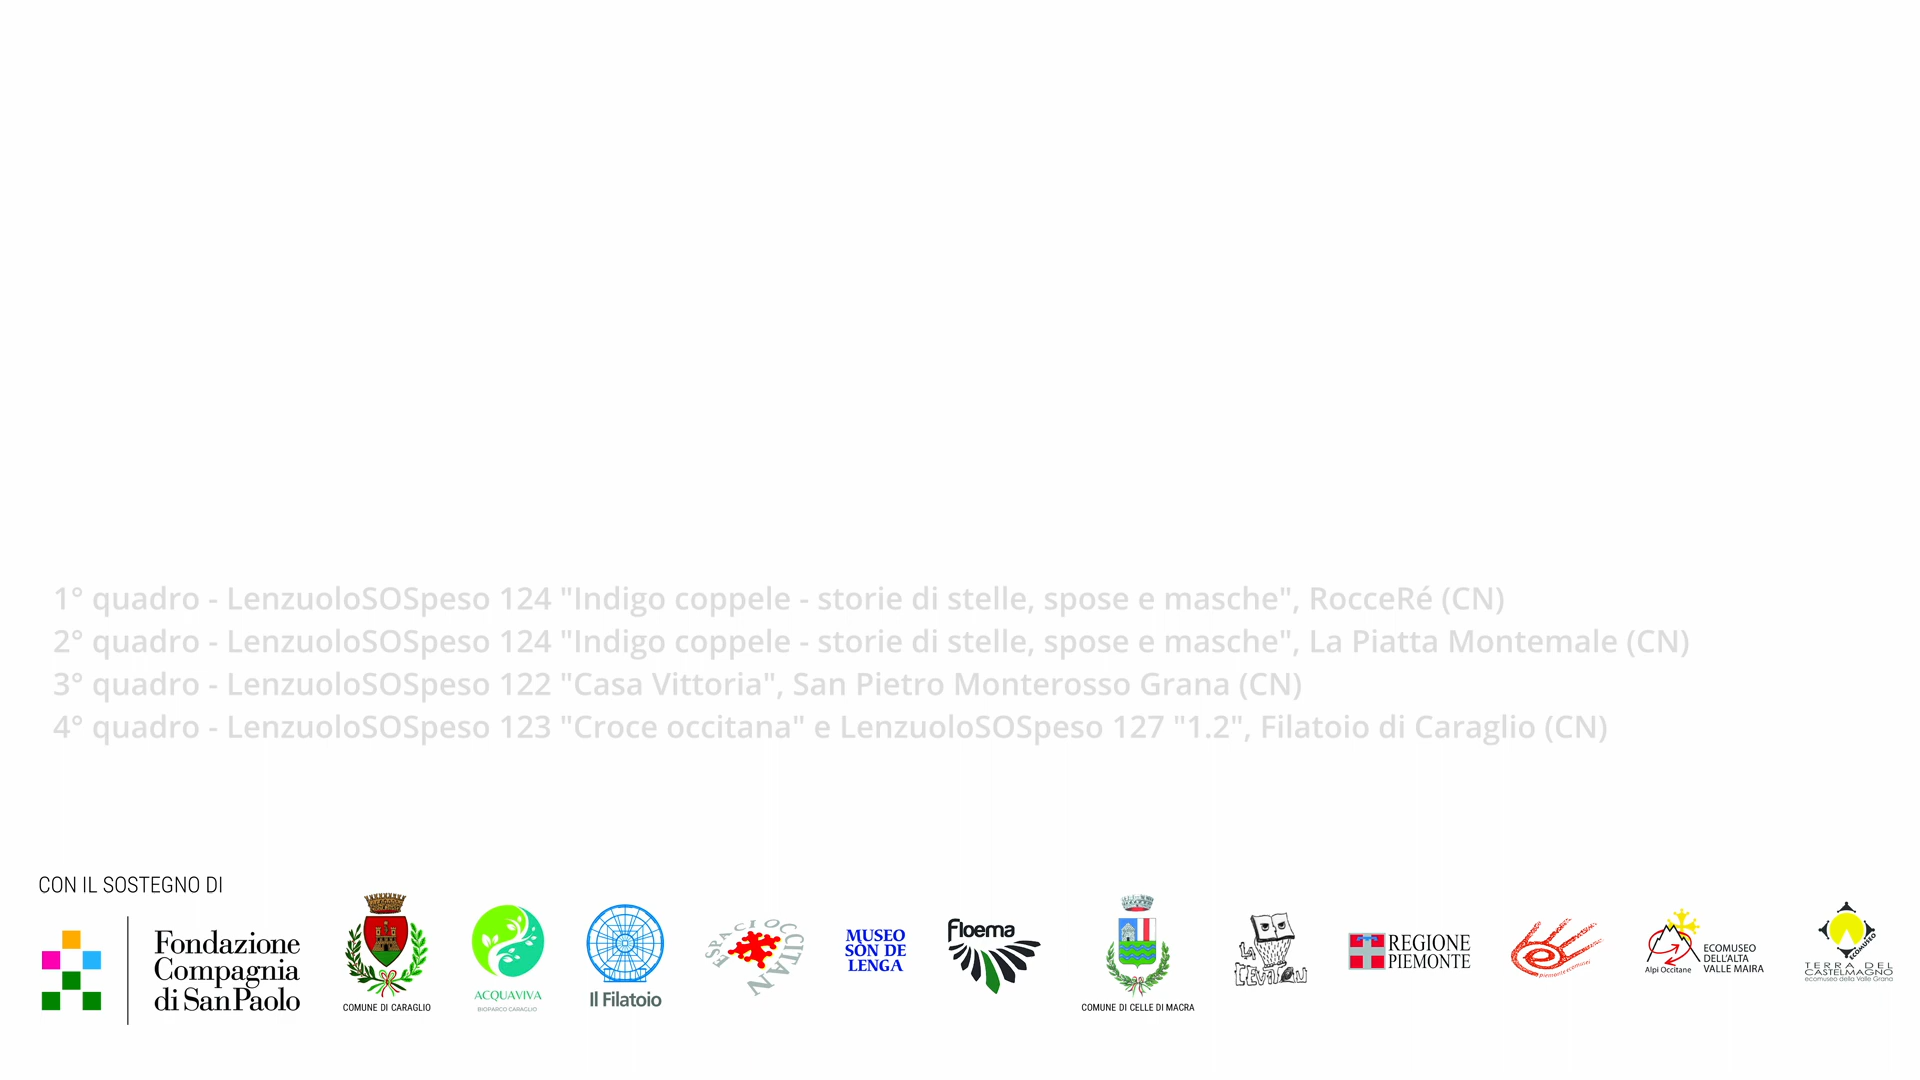 1° quadro - LenzuoloSOSpeso 124 "Indigo coppele - storie di stelle, spose e masche", RocceRé (CN)
2° quadro - LenzuoloSOSpeso 124 "Indigo coppele - storie di stelle, spose e masche", La Piatta Montemale (CN)
3° quadro - LenzuoloSOSpeso 122 "Casa Vittoria", San Pietro Monterosso Grana (CN)
4° quadro - LenzuoloSOSpeso 123 "Croce occitana" e LenzuoloSOSpeso 127 "1.2", Filatoio di Caraglio (CN)
CON IL SOSTEGNO DI
Fondazione
Compagnia
di San Paolo
COMUNE DI CARAGLIO
ACQUAVIVA
BIOPARCO CARAGLIO
Il Filatoio
ESPACI OCCITAN
MUSEO
SÒN DE
LENGA
Floema
COMUNE DI CELLE DI MACRA
LA
REGIONE
PIEMONTE
piemonte ecomusei
Alpi Occitane
ECOMUSEO
DELL'ALTA
VALLE MAIRA
ECOMUSEO
TERRA DEL
CASTELMAGNO
ecomuseo della Valle Grana